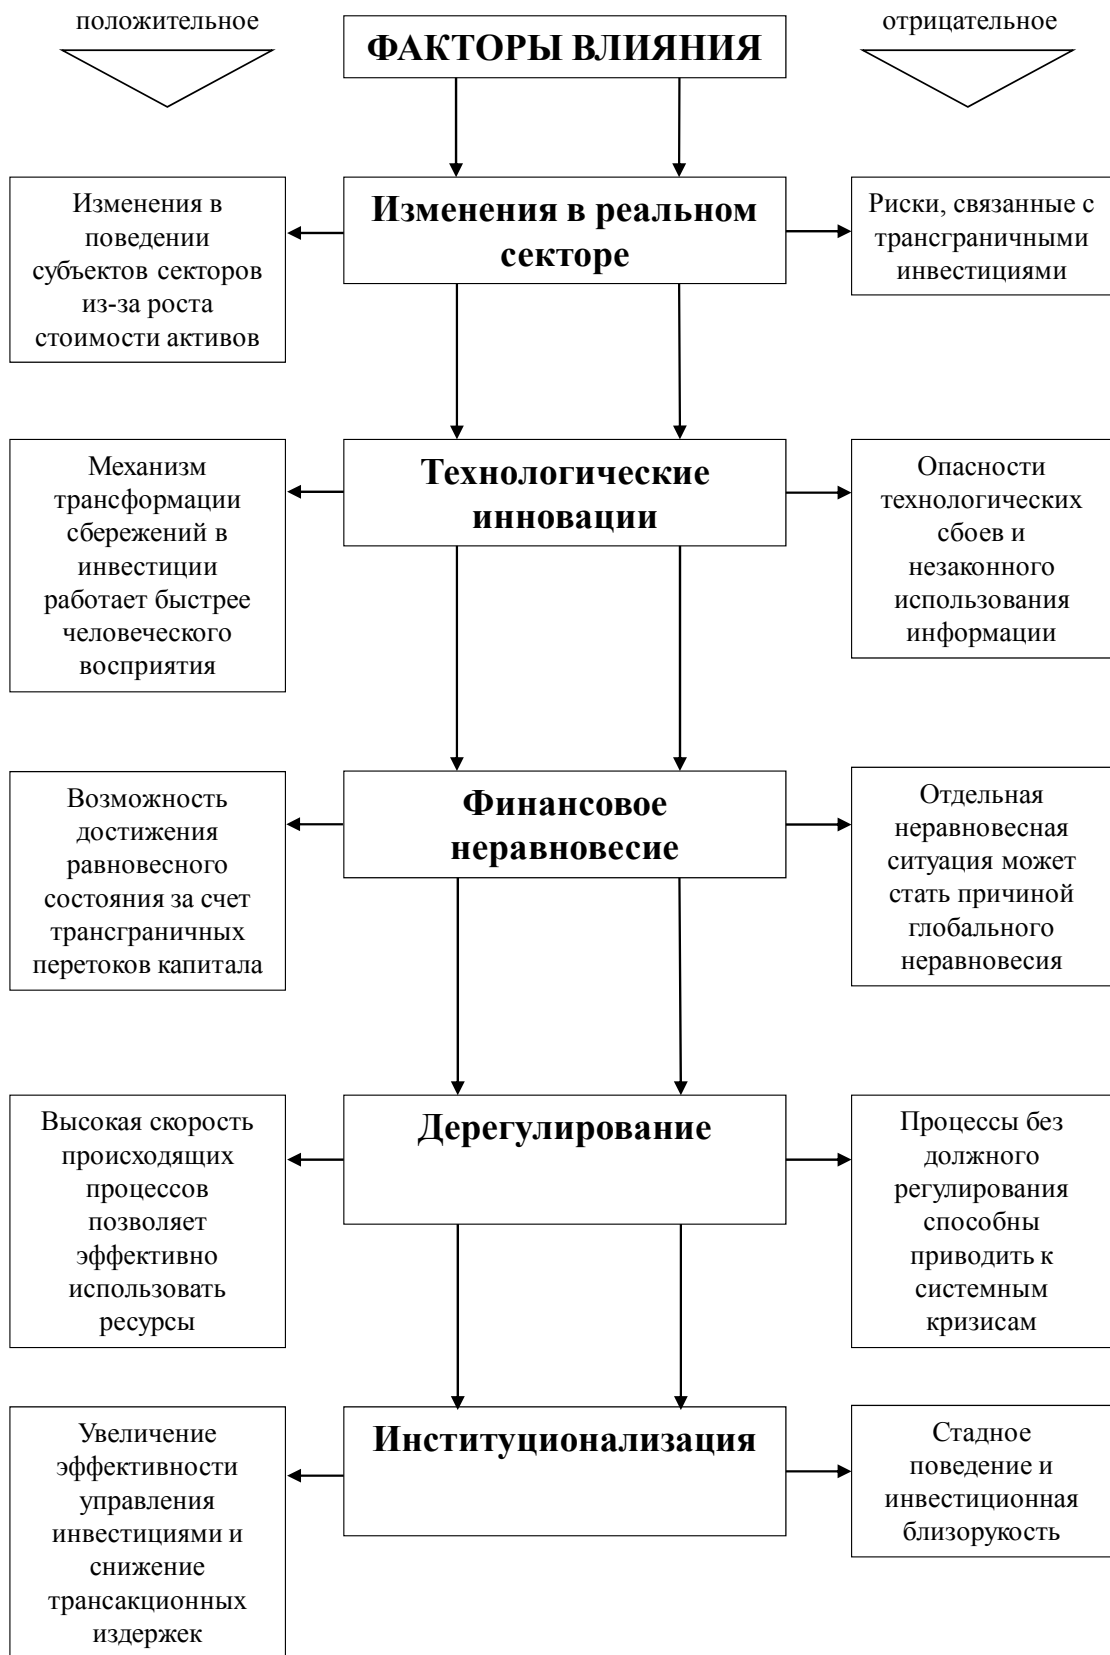 положительное
ФАКТОРЫ ВЛИЯНИЯ
отрицательное
Изменения в
поведении
субъектов секторов
из-за роста
стоимости активов
Изменения в реальном
секторе
Риски, связанные с
трансграничными
инвестициями
Механизм
трансформации
сбережений в
инвестиции
работает быстрее
человеческого
восприятия
Технологические
инновации
Опасности
технологических
сбоев и
незаконного
использования
информации
Возможность
достижения
равновесного
состояния за счет
трансграничных
перетоков капитала
Финансовое
неравновесие
Отдельная
неравновесная
ситуация может
стать причиной
глобального
неравновесия
Высокая скорость
происходящих
процессов
позволяет
эффективно
использовать
ресурсы
Дерегулирование
Процессы без
должного
регулирования
способны
приводить к
системным
кризисам
Увеличение
эффективности
управления
инвестициями и
снижение
трансакционных
издержек
Институционализация
Стадное
поведение и
инвестиционная
близорукость